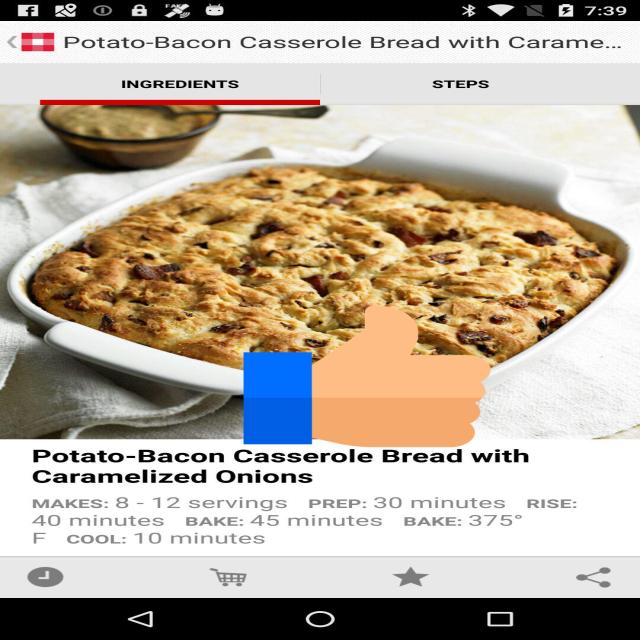 7:39
Potato-Bacon Casserole Bread with Carame...
INGREDIENTS
STEPS
Potato-Bacon Casserole Bread with
Caramelized Onions
MAKES: 8 - 12 servings PREP: 30 minutes RISE:
40 minutes BAKE: 45 minutes BAKE: 375°
F COOL: 10 minutes